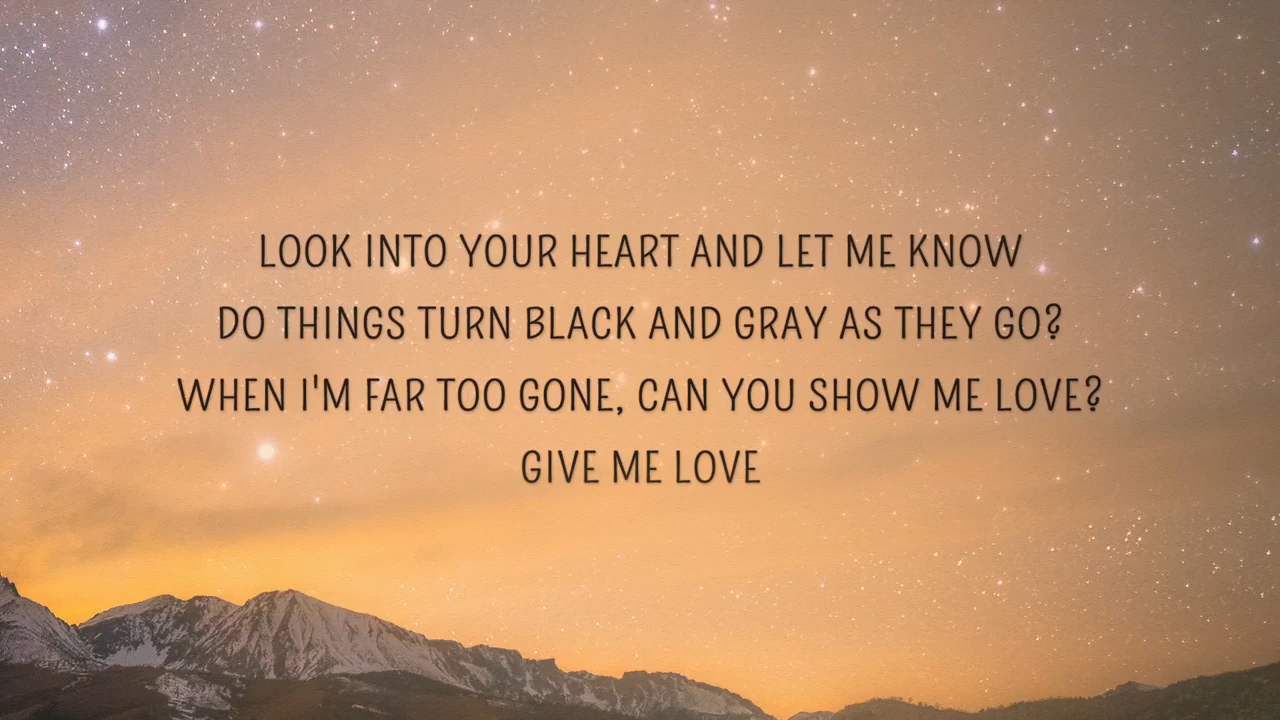 LOOK INTO YOUR HEART AND LET ME KNOW
DO THINGS TURN BLACK AND GRAY AS THEY GO?
WHEN I'M FAR TOO GONE, CAN YOU SHOW ME LOVE?
GIVE ME LOVE